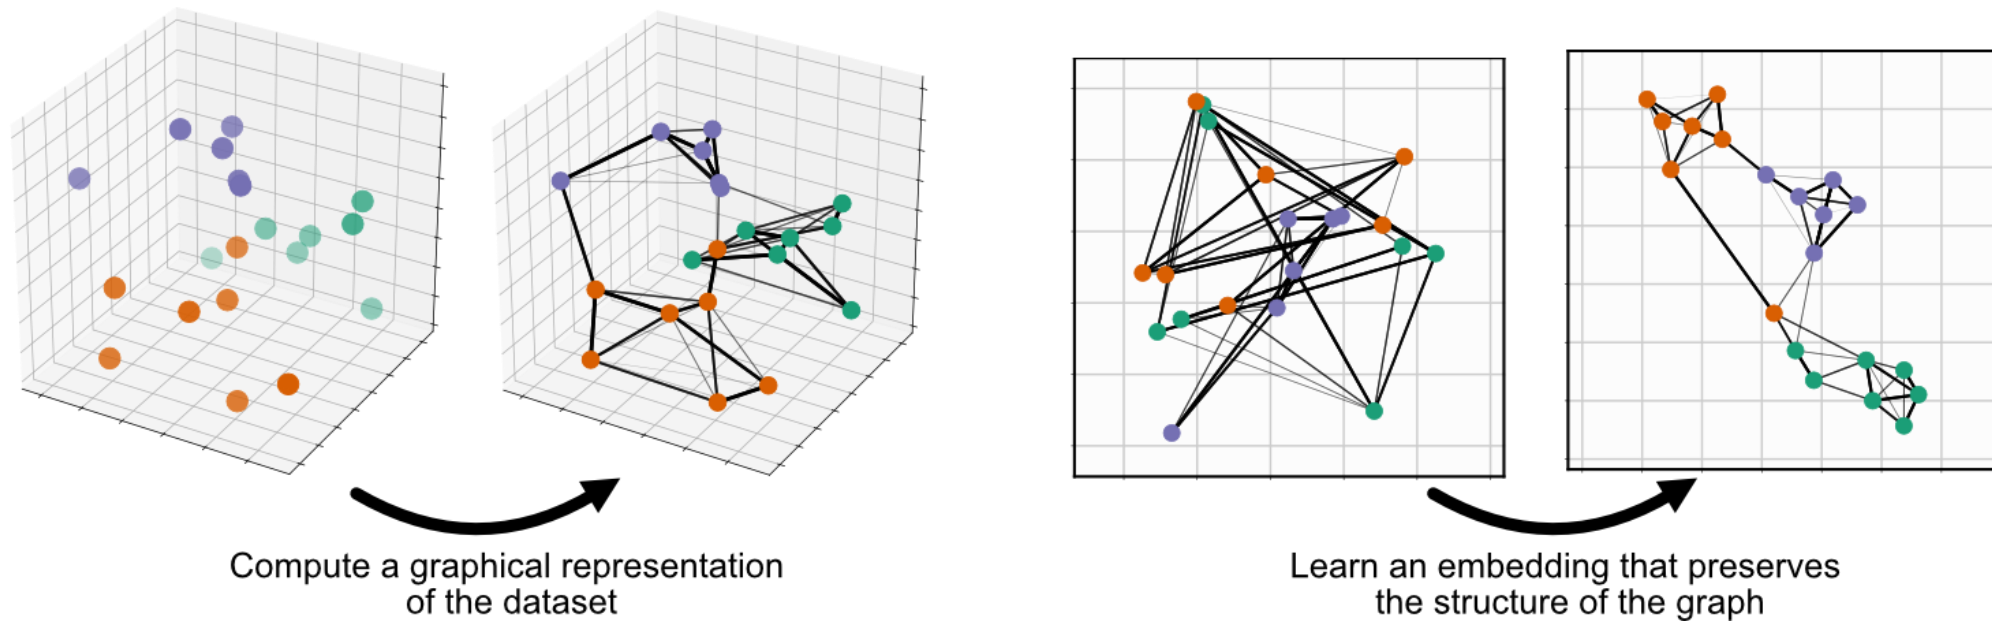 Compute a graphical representation
of the dataset
Learn an embedding that preserves
the structure of the graph